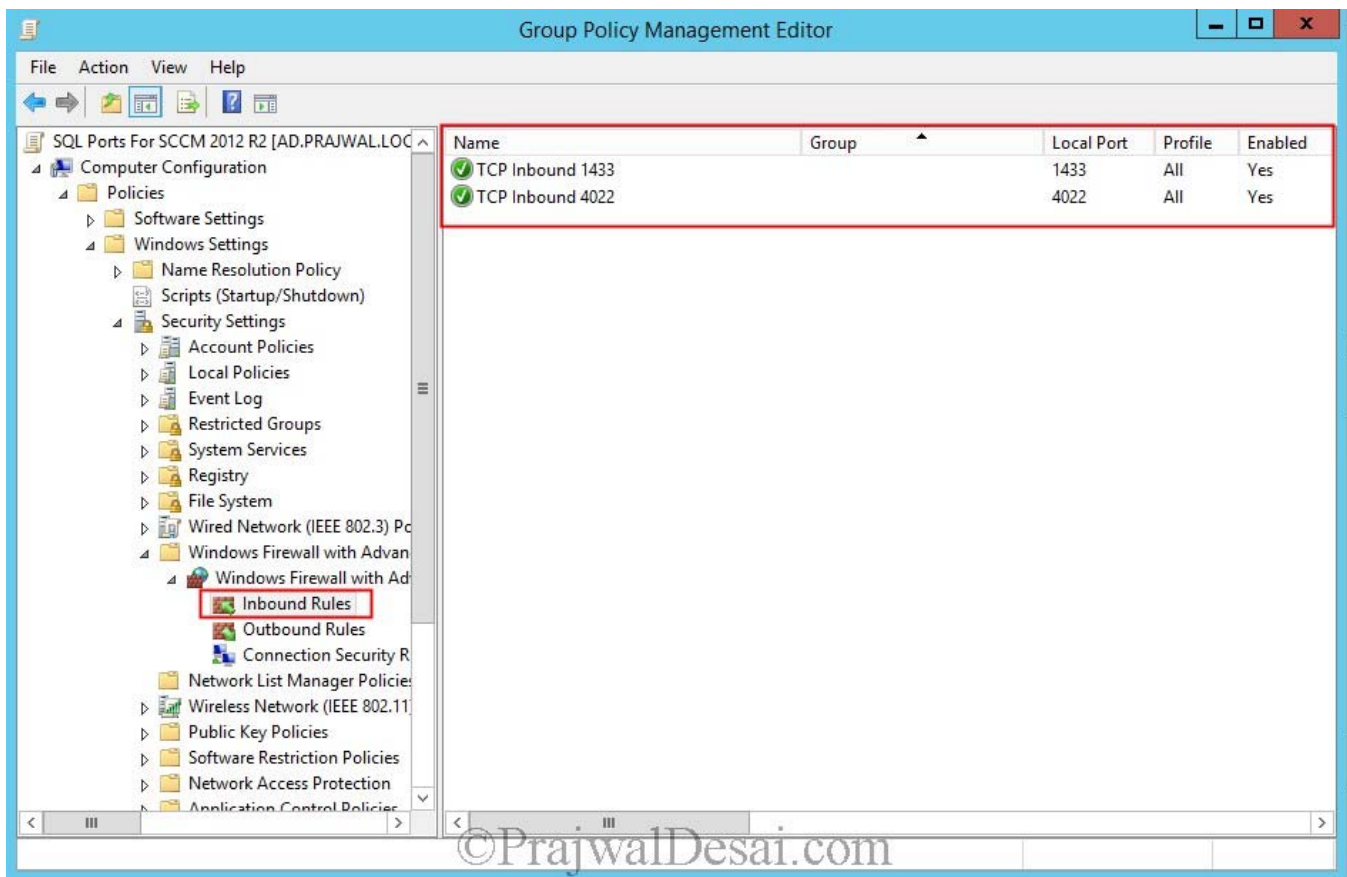 Group Policy Management Editor
File Action View Help
SQL Ports For SCCM 2012 R2 [AD.PRAJWAL.LOC
Computer Configuration
Policies
Software Settings
Windows Settings
Name Resolution Policy
Scripts (Startup/Shutdown)
Security Settings
Account Policies
Local Policies
Event Log
Restricted Groups
System Services
Registry
File System
Wired Network (IEEE 802.3) Po
Windows Firewall with Advan
Windows Firewall with Ad
Inbound Rules
Outbound Rules
Connection Security R
Network List Manager Policies
Wireless Network (IEEE 802.11)
Public Key Policies
Software Restriction Policies
Network Access Protection
Application Control Policies
Name Group Local Port Profile Enabled
TCP Inbound 1433 1433 All Yes
TCP Inbound 4022 4022 All Yes
©PrajwalDesai.com